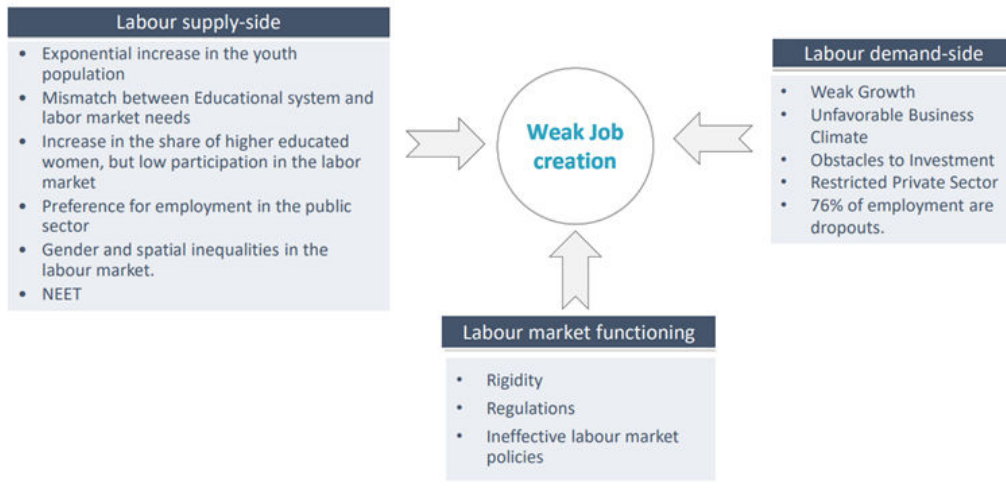 Labour supply-side
• Exponential increase in the youth
population
• Mismatch between Educational system and
labor market needs
• Increase in the share of higher educated
women, but low participation in the labor
market
• Preference for employment in the public
sector
• Gender and spatial inequalities in the
labour market.
• NEET
Weak Job
creation
Labour demand-side
• Weak Growth
• Unfavorable Business
Climate
• Obstacles to Investment
• Restricted Private Sector
• 76% of employment are
dropouts.
Labour market functioning
• Rigidity
• Regulations
• Ineffective labour market
policies